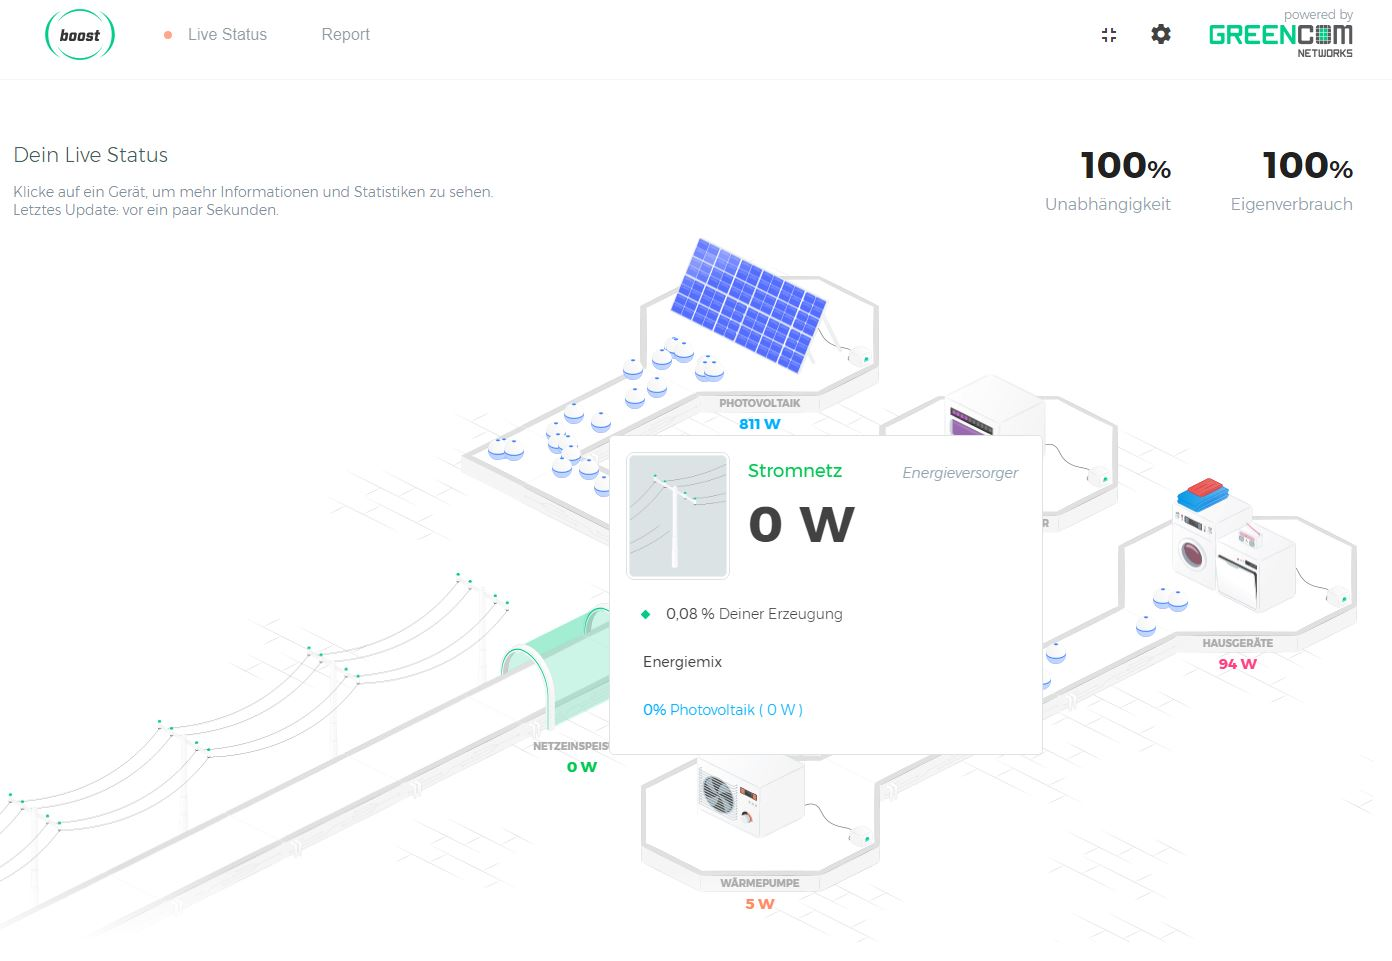 boost
Live Status
Report
powered by
GREENCOM
NETWORKS
Dein Live Status
Klicke auf ein Gerät, um mehr Informationen und Statistiken zu sehen.
Letztes Update: vor ein paar Sekunden.
100%
Unabhängigkeit
100%
Eigenverbrauch
PHOTOVOLTAIK
811 W
Stromnetz
Energieversorger
0 W
0,08 % Deiner Erzeugung
Energiemix
0% Photovoltaik ( 0 W )
R
HAUSGERÄTE
94 W
NETZEINSPEIS
0 W
WÄRMEPUMPE
5 W